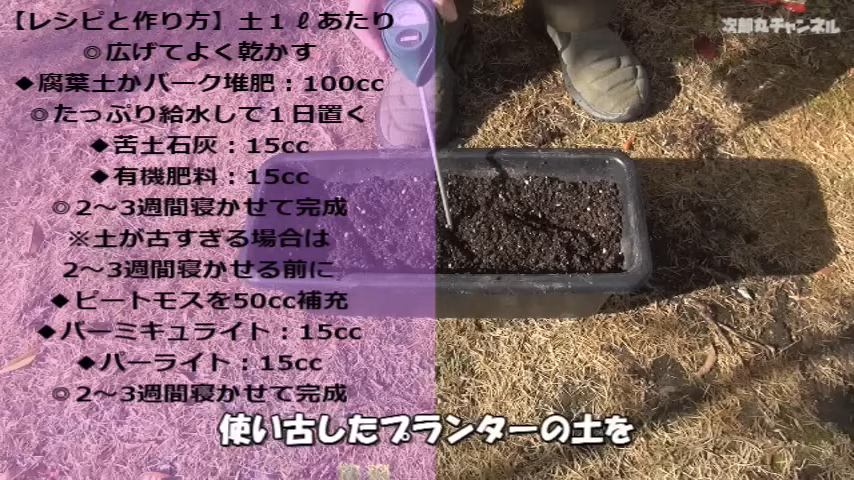 【レシピと作り方】土１ℓあたり
◎広げてよく乾かす
◆腐葉土かバーク堆肥：100cc
◎たっぷり給水して１日置く
◆苦土石灰：15cc
◆有機肥料：15cc
◎2～3週間寝かせて完成
※土が古すぎる場合は
2～3週間寝かせる前に
◆ピートモスを50cc補充
◆バーミキュライト：15cc
◆パーライト：15cc
◎2～3週間寝かせて完成
次郎丸チャンネル
使い古したプランターの土を